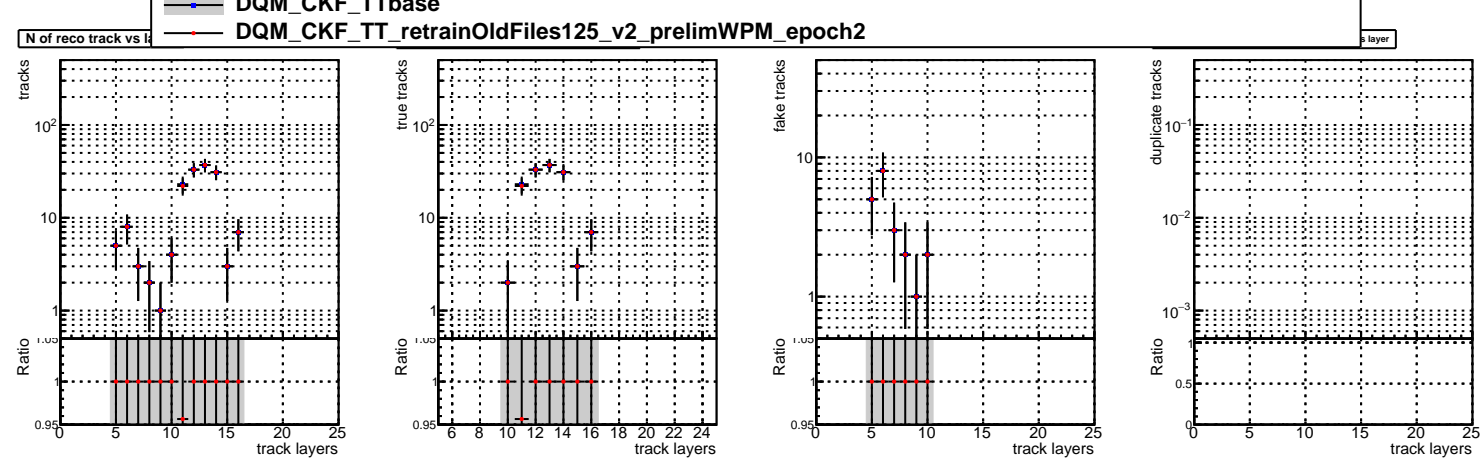 DQM_CKF_TTbase
DQM_CKF_TT_retrainOldFiles125_v2_prelimWPM_epoch2
N of reco track vs
layer
tracks
10²
10
1
Ratio
1.05
1
0.95
0 5 10 15 20 25
track layers
true tracks
10²
10
1
Ratio
1.05
1
0.95
6 8 10 12 14 16 18 20 22 24
track layers
fake tracks
10
1
Ratio
1.05
1
0.95
0 5 10 15 20 25
track layers
duplicate tracks
10⁻¹
10⁻²
10⁻³
Ratio
1
0.5
0
0 5 10 15 20 25
track layers